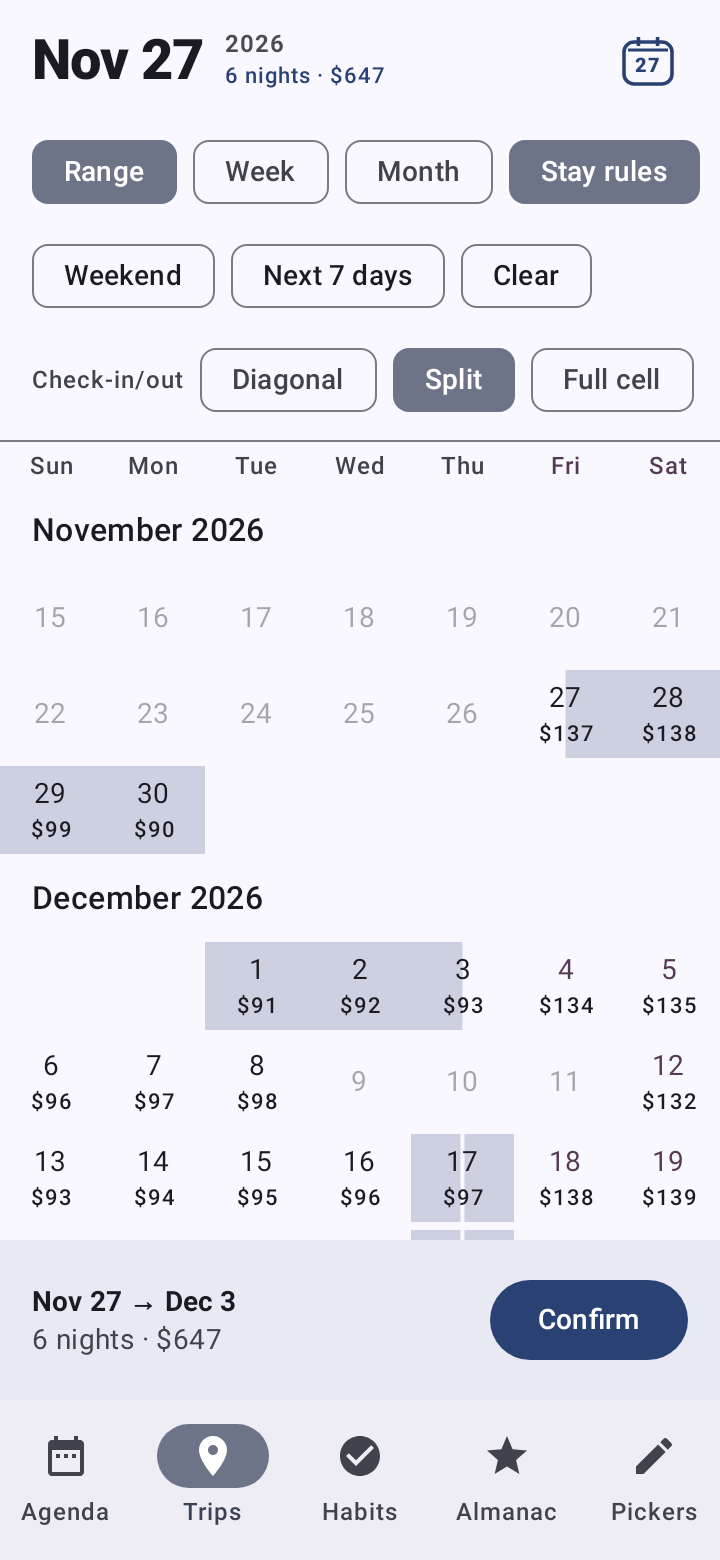 Nov 27
2026
6 nights · $647
27
Range Week Month Stay rules
Weekend Next 7 days Clear
Check-in/out Diagonal Split Full cell
Sun Mon Tue Wed Thu Fri Sat
November 2026
15 16 17 18 19 20 21
22 23 24 25 26 27 28
$137 $138
29 30
$99 $90
December 2026
1 2 3 4 5
$91 $92 $93 $134 $135
6 7 8 9 10 11 12
$96 $97 $98 $132
13 14 15 16 17 18 19
$93 $94 $95 $96 $97 $138 $139
Nov 27 → Dec 3
6 nights · $647
Confirm
Agenda Trips Habits Almanac Pickers